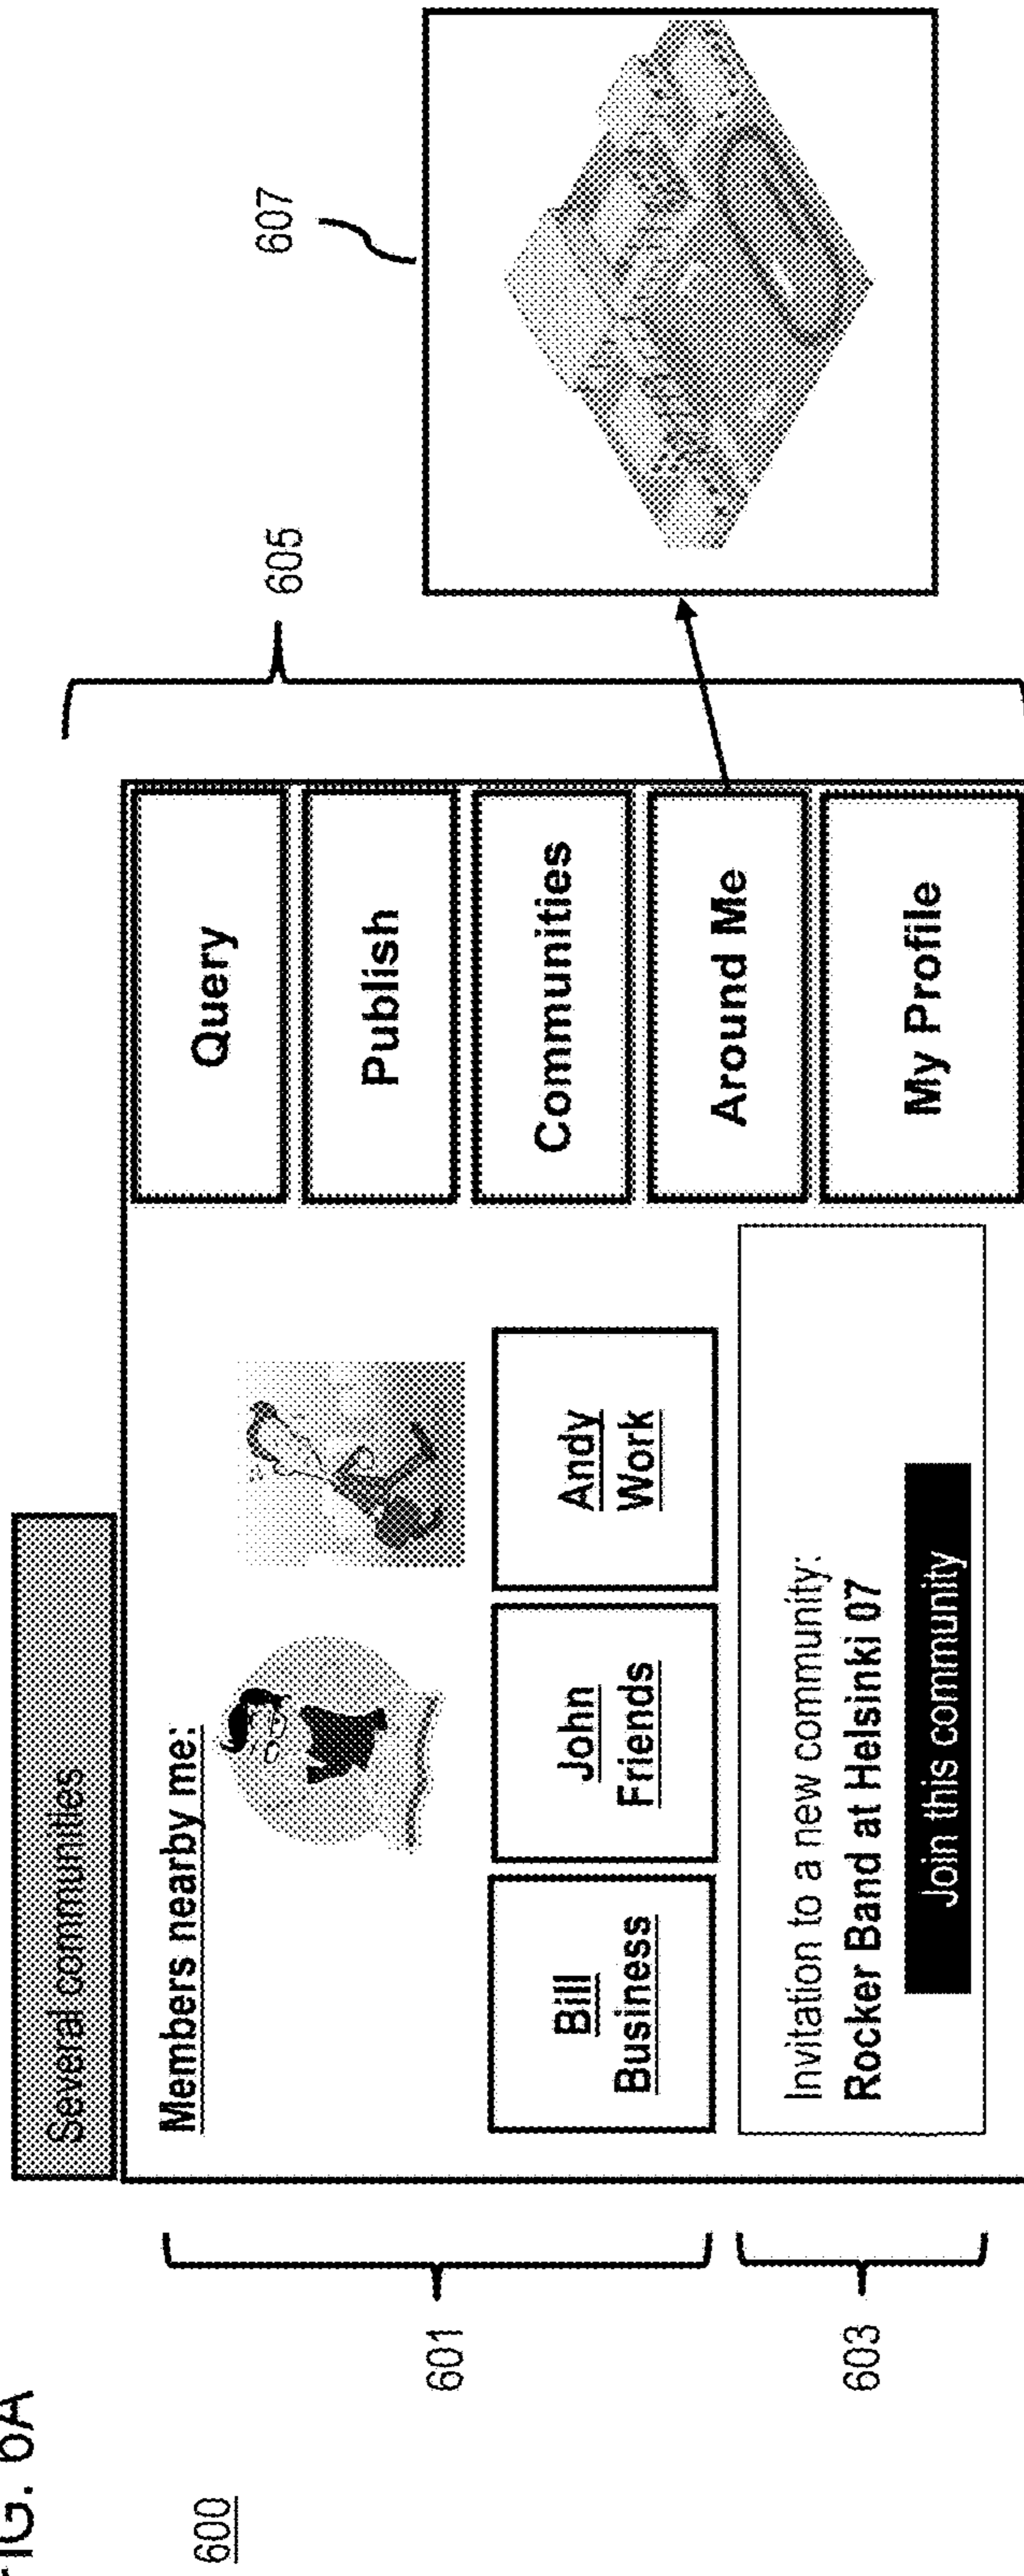 FIG. 6A
600
Several communities
Members nearby me:
Bill
Business
John
Friends
Andy
Work
Invitation to a new community:
Rocker Band at Helsinki 07
Join this community
Query
Publish
Communities
Around Me
My Profile
601
603
605
607